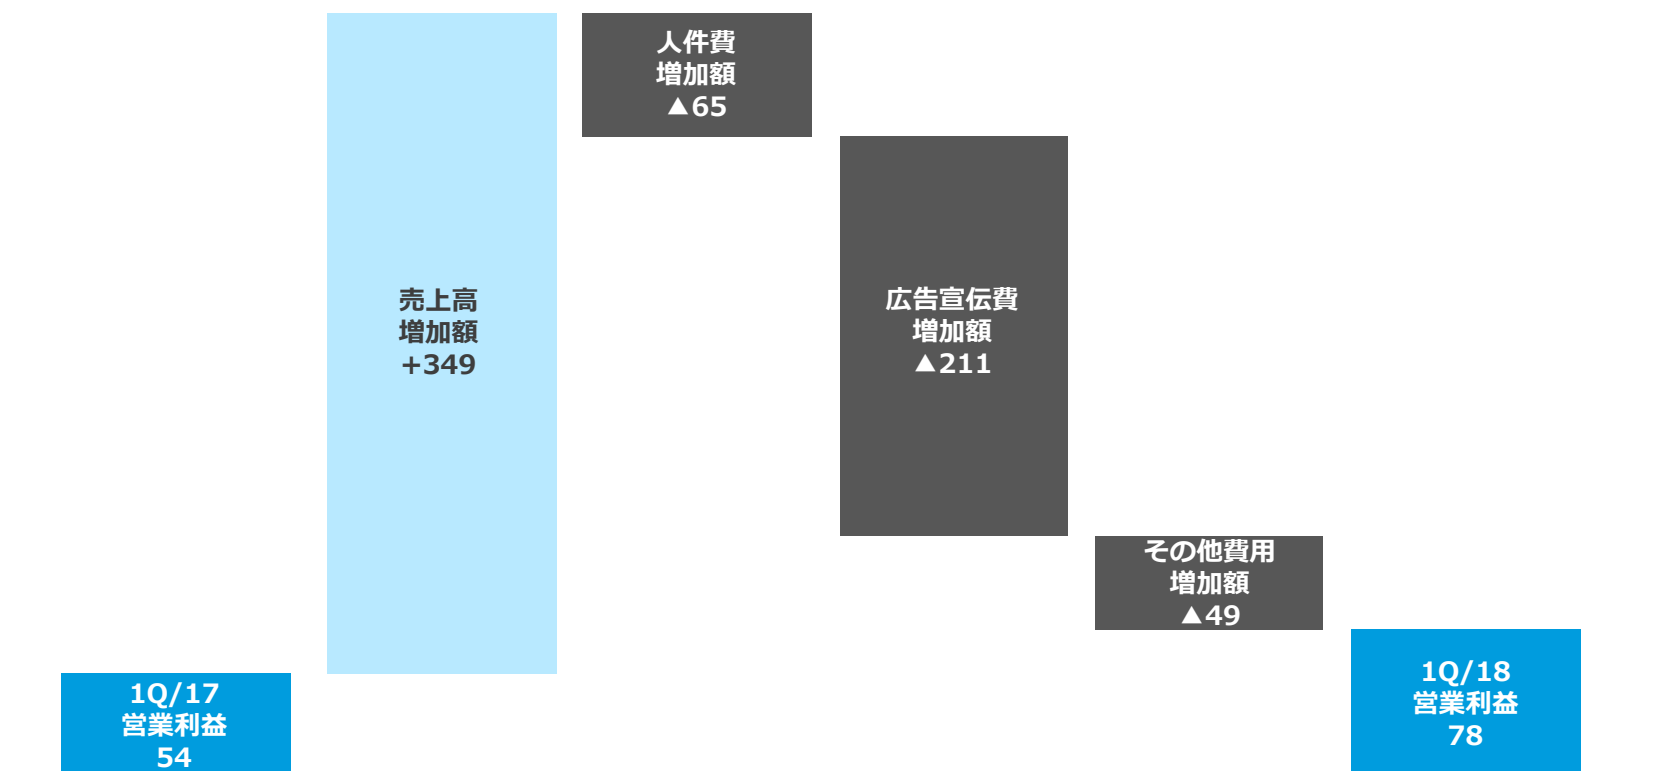 1Q/17
営業利益
54
売上高
増加額
+349
人件費
増加額
▲65
広告宣伝費
増加額
▲211
その他費用
増加額
▲49
1Q/18
営業利益
78